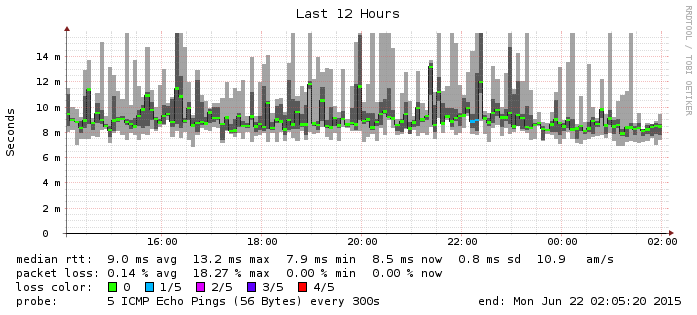 Last 12 Hours
RRDTOOL / TOBI OETIKER
Seconds
14 m
12 m
10 m
8 m
6 m
4 m
2 m
0
16:00 18:00 20:00 22:00 00:00 02:00
median rtt: 9.0 ms avg 13.2 ms max 7.9 ms min 8.5 ms now 0.8 ms sd 10.9 am/s
packet loss: 0.14 % avg 18.27 % max 0.00 % min 0.00 % now
loss color: 0 1/5 2/5 3/5 4/5
probe: 5 ICMP Echo Pings (56 Bytes) every 300s end: Mon Jun 22 02:05:20 2015